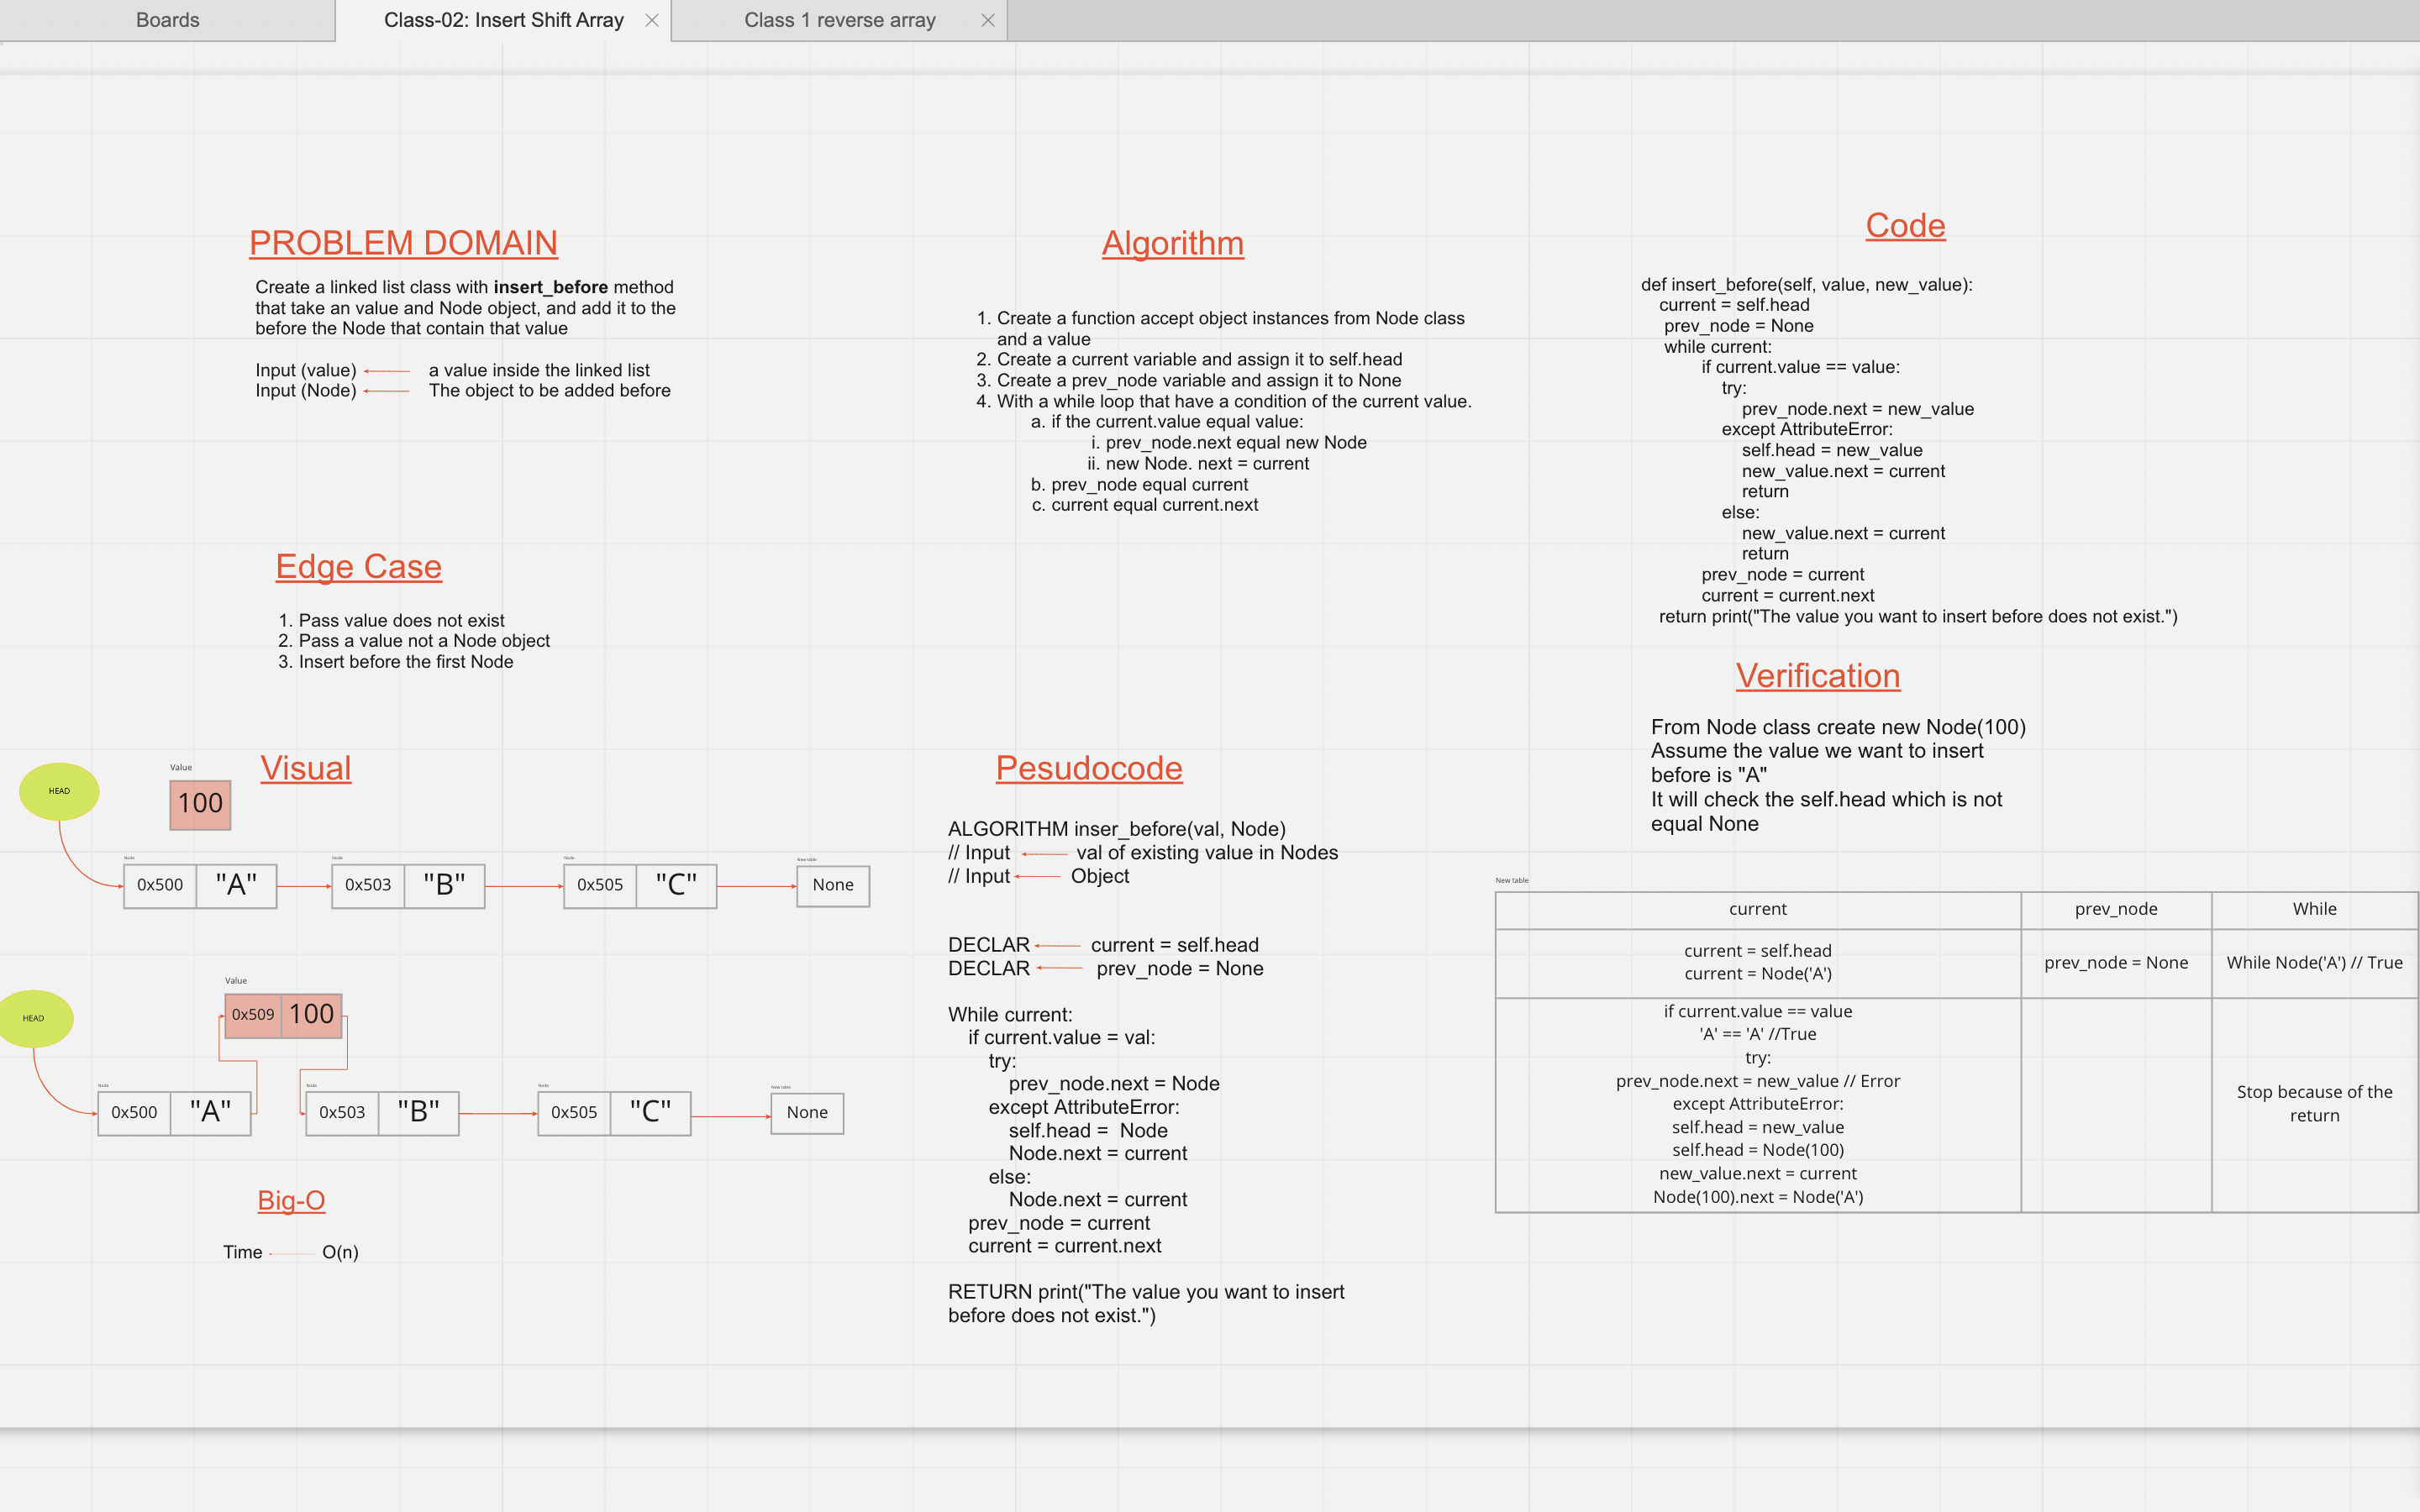 Boards
Class-02: Insert Shift Array
Class 1 reverse array
PROBLEM DOMAIN
Create a linked list class with insert_before method
that take an value and Node object, and add it to the
before the Node that contain that value
Input (value) a value inside the linked list
Input (Node) The object to be added before
Edge Case
1. Pass value does not exist
2. Pass a value not a Node object
3. Insert before the first Node
Visual
HEAD
Value
100
Node
0x500 "A"
Node
0x503 "B"
Node
0x505 "C"
New table
None
HEAD
Value
0x509 100
Node
0x500 "A"
Node
0x503 "B"
Node
0x505 "C"
New table
None
Big-O
Time O(n)
Algorithm
1. Create a function accept object instances from Node class
and a value
2. Create a current variable and assign it to self.head
3. Create a prev_node variable and assign it to None
4. With a while loop that have a condition of the current value.
a. if the current.value equal value:
i. prev_node.next equal new Node
ii. new Node. next = current
b. prev_node equal current
c. current equal current.next
Pesudocode
ALGORITHM inser_before(val, Node)
// Input val of existing value in Nodes
// Input Object
DECLAR current = self.head
DECLAR prev_node = None
While current:
if current.value = val:
try:
prev_node.next = Node
except AttributeError:
self.head =  Node
Node.next = current
else:
Node.next = current
prev_node = current
current = current.next
RETURN print("The value you want to insert
before does not exist.")
Code
def insert_before(self, value, new_value):
current = self.head
prev_node = None
while current:
if current.value == value:
try:
prev_node.next = new_value
except AttributeError:
self.head = new_value
new_value.next = current
return
else:
new_value.next = current
return
prev_node = current
current = current.next
return print("The value you want to insert before does not exist.")
Verification
From Node class create new Node(100)
Assume the value we want to insert
before is "A"
It will check the self.head which is not
equal None
New table
current prev_node While
current = self.head
current = Node('A')
prev_node = None
While Node('A') // True
if current.value == value
'A' == 'A' //True
try:
prev_node.next = new_value // Error
except AttributeError:
self.head = new_value
self.head = Node(100)
new_value.next = current
Node(100).next = Node('A')
Stop because of the
return